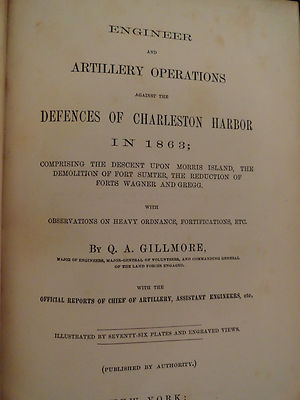 ENGINEER
AND
ARTILLERY OPERATIONS
AGAINST THE
DEFENCES OF CHARLESTON HARBOR
IN 1863;
COMPRISING THE DESCENT UPON MORRIS ISLAND, THE
DEMOLITION OF FORT SUMTER, THE REDUCTION OF
FORTS WAGNER AND GREGG.
WITH
OBSERVATIONS ON HEAVY ORDNANCE, FORTIFICATIONS, ETC.
BY Q. A. GILLMORE,
MAJOR OF ENGINEERS, MAJOR-GENERAL OF VOLUNTEERS, AND COMMANDING GENERAL
OF THE LAND FORCES ENGAGED.
WITH THE
OFFICIAL REPORTS OF CHIEF OF ARTILLERY, ASSISTANT ENGINEERS, etc.
ILLUSTRATED BY SEVENTY-SIX PLATES AND ENGRAVED VIEWS.
(PUBLISHED BY AUTHORITY.)
NEW YORK: